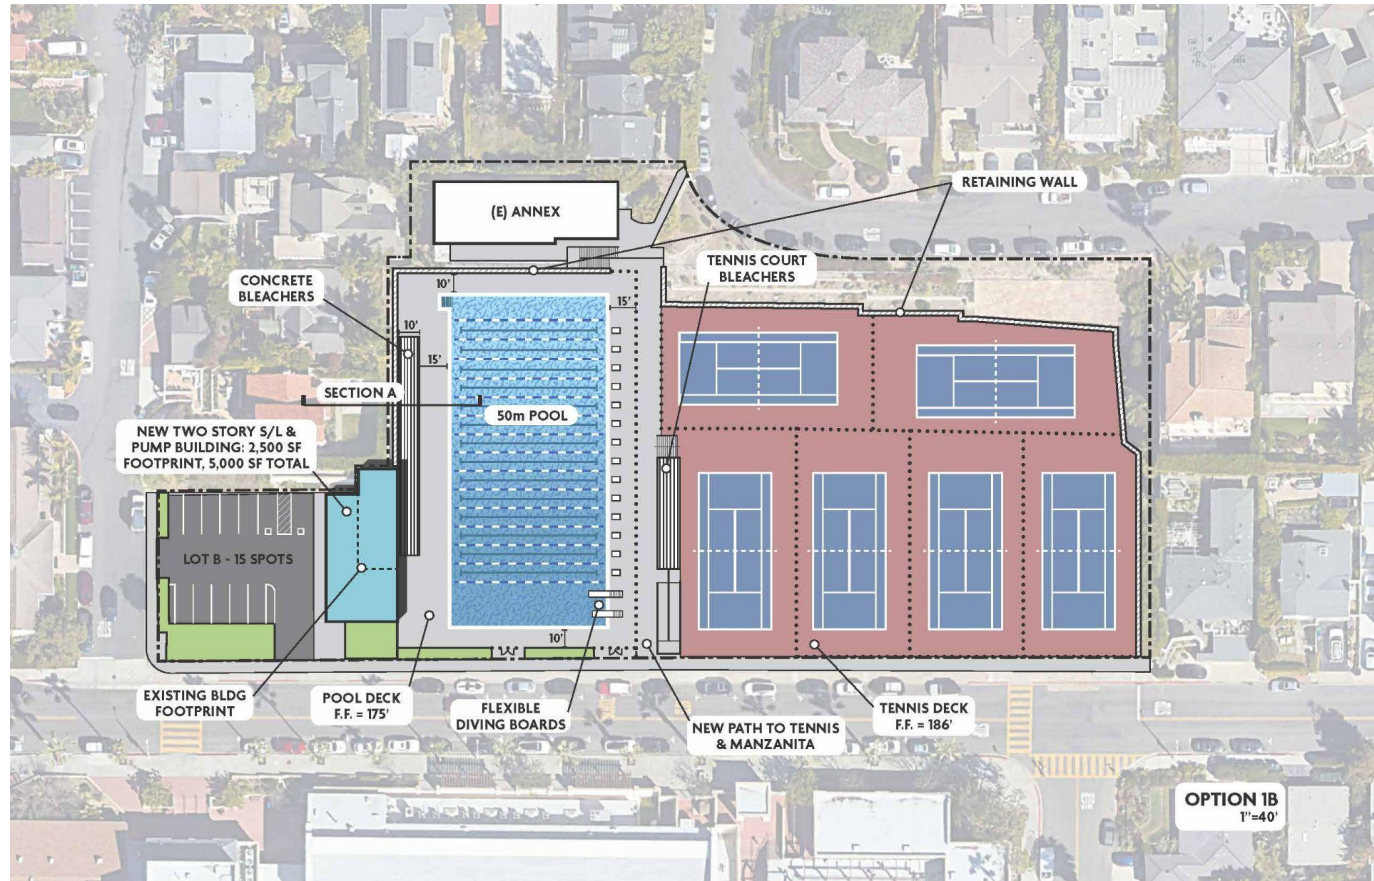 (E) ANNEX
RETAINING WALL
TENNIS COURT
BLEACHERS
CONCRETE
BLEACHERS
10'
15'
10'
15'
SECTION A
50m POOL
NEW TWO STORY S/L &
PUMP BUILDING: 2,500 SF
FOOTPRINT, 5,000 SF TOTAL
LOT B - 15 SPOTS
10'
EXISTING BLDG
FOOTPRINT
POOL DECK
F.F. = 175'
FLEXIBLE
DIVING BOARDS
NEW PATH TO TENNIS
& MANZANITA
TENNIS DECK
F.F. = 186'
STOP
OPTION 1B
1"=40'